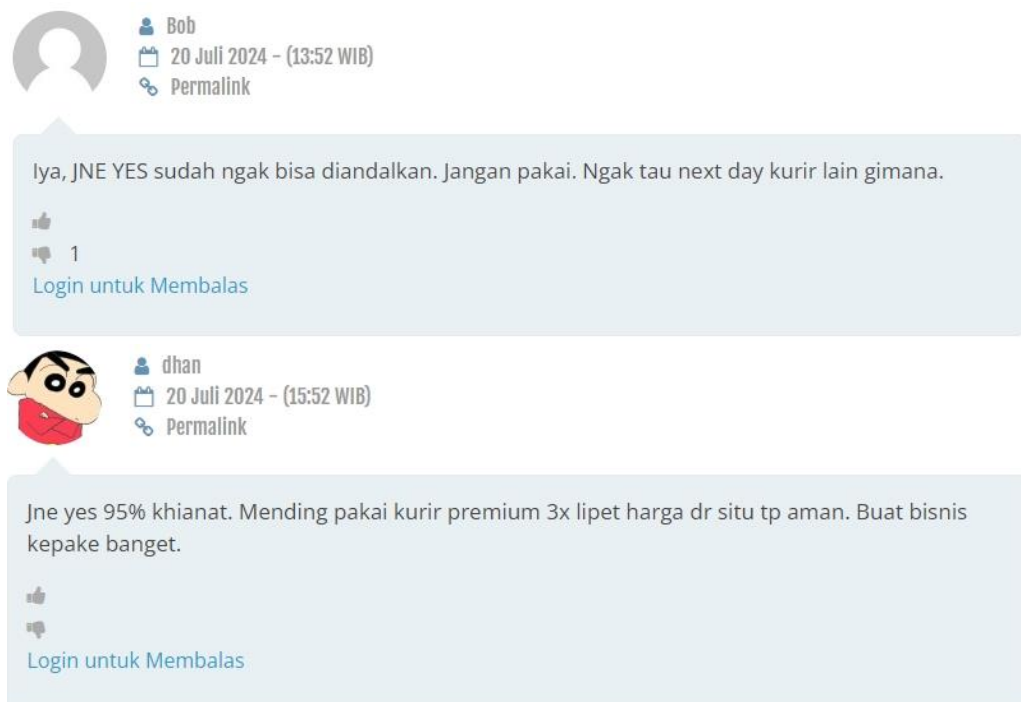 Bob
20 Juli 2024 – (13:52 WIB)
Permalink
Iya, JNE YES sudah ngak bisa diandalkan. Jangan pakai. Ngak tau next day kurir lain gimana.
1
Login untuk Membalas
dhan
20 Juli 2024 – (15:52 WIB)
Permalink
Jne yes 95% khianat. Mending pakai kurir premium 3x lipet harga dr situ tp aman. Buat bisnis
kepake banget.
Login untuk Membalas